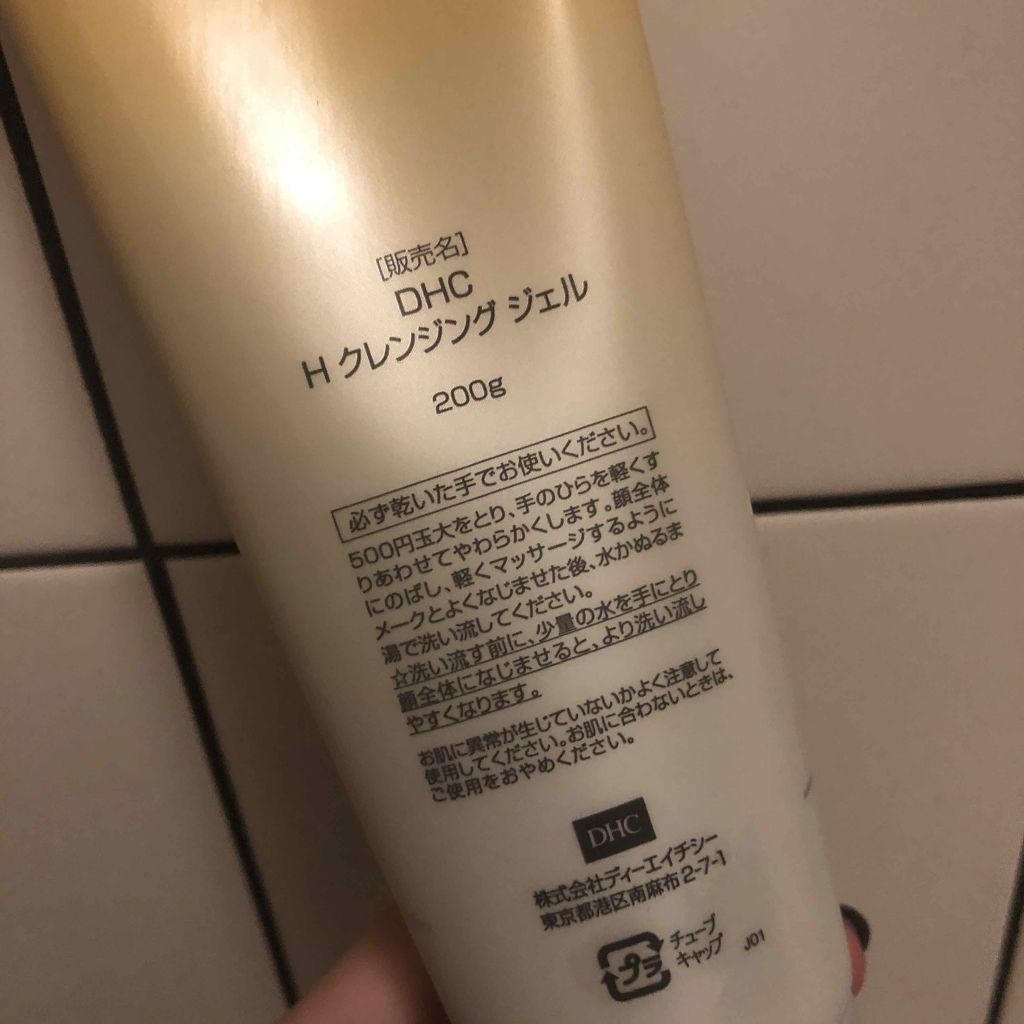 [販売名]
DHC
H クレンジング ジェル
200g
必ず乾いた手でお使いください。
500円玉大をとり、手のひらを軽くす
りあわせてやわらかくします。顔全体
にのばし、軽くマッサージするように
メークとよくなじませた後、水かぬるま
湯で洗い流してください。
☆洗い流す前に、少量の水を手にとり
顔全体になじませると、より洗い流し
やすくなります。
お肌に異常が生じていないかよく注意して
使用してください。お肌に合わないときは、
ご使用をおやめください。
DHC
株式会社ディーエイチシー
東京都港区南麻布2-7-1
プラ
チューブ
キャップ
J01